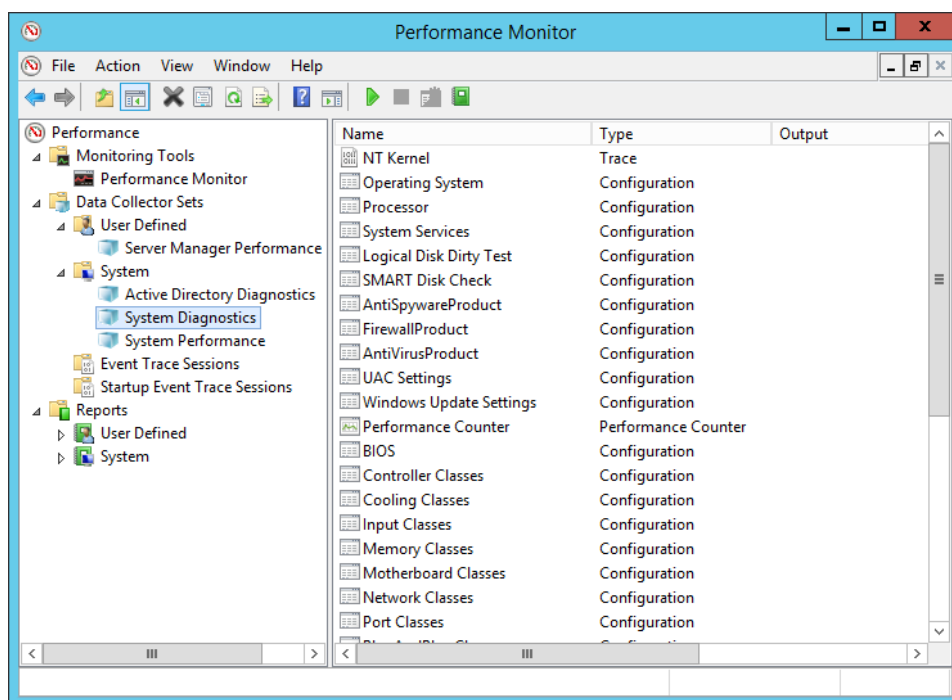 Performance Monitor
File Action View Window Help
Performance
Monitoring Tools
Performance Monitor
Data Collector Sets
User Defined
Server Manager Performance
System
Active Directory Diagnostics
System Diagnostics
System Performance
Event Trace Sessions
Startup Event Trace Sessions
Reports
User Defined
System
Name Type Output
NT Kernel Trace
Operating System Configuration
Processor Configuration
System Services Configuration
Logical Disk Dirty Test Configuration
SMART Disk Check Configuration
AntiSpywareProduct Configuration
FirewallProduct Configuration
AntiVirusProduct Configuration
UAC Settings Configuration
Windows Update Settings Configuration
Performance Counter Performance Counter
BIOS Configuration
Controller Classes Configuration
Cooling Classes Configuration
Input Classes Configuration
Memory Classes Configuration
Motherboard Classes Configuration
Network Classes Configuration
Port Classes Configuration